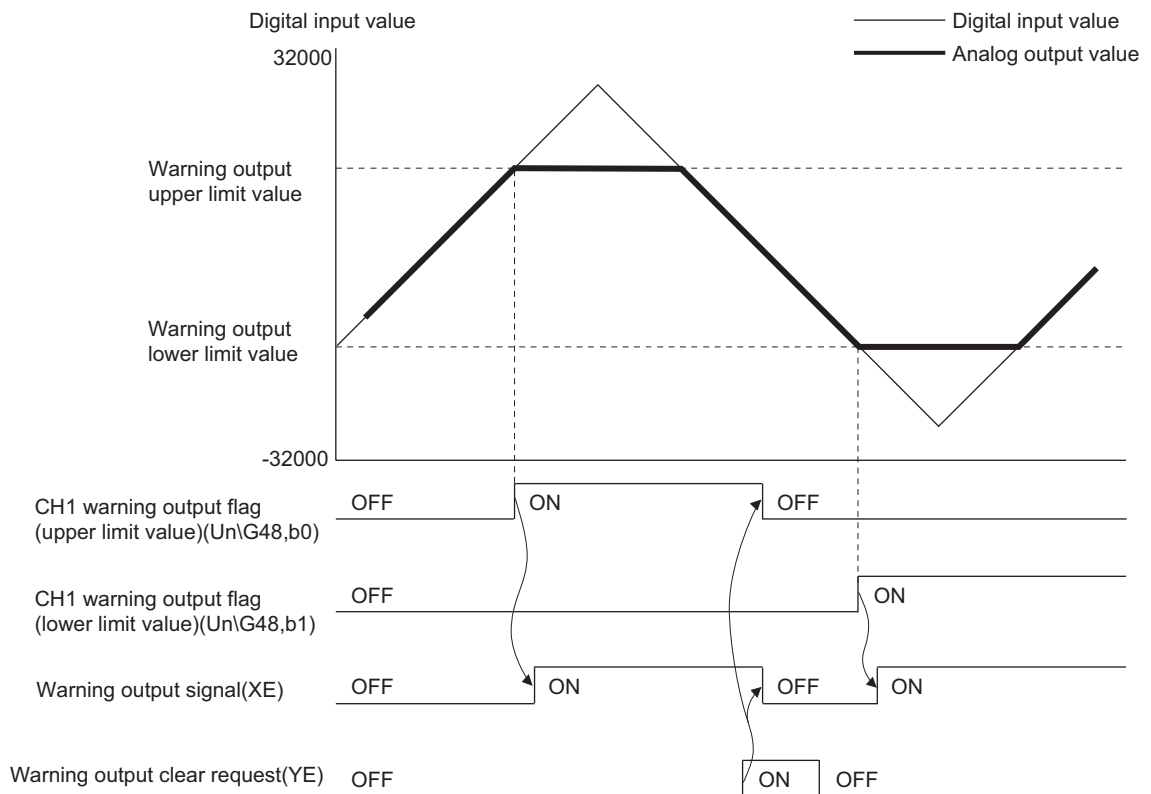 Digital input value
Digital input value
Analog output value
32000
Warning output
upper limit value
Warning output
lower limit value
-32000
CH1 warning output flag
(upper limit value)(Un\G48,b0)
OFF
ON
OFF
CH1 warning output flag
(lower limit value)(Un\G48,b1)
OFF
ON
Warning output signal(XE)
OFF
ON
OFF
ON
Warning output clear request(YE)
OFF
ON
OFF